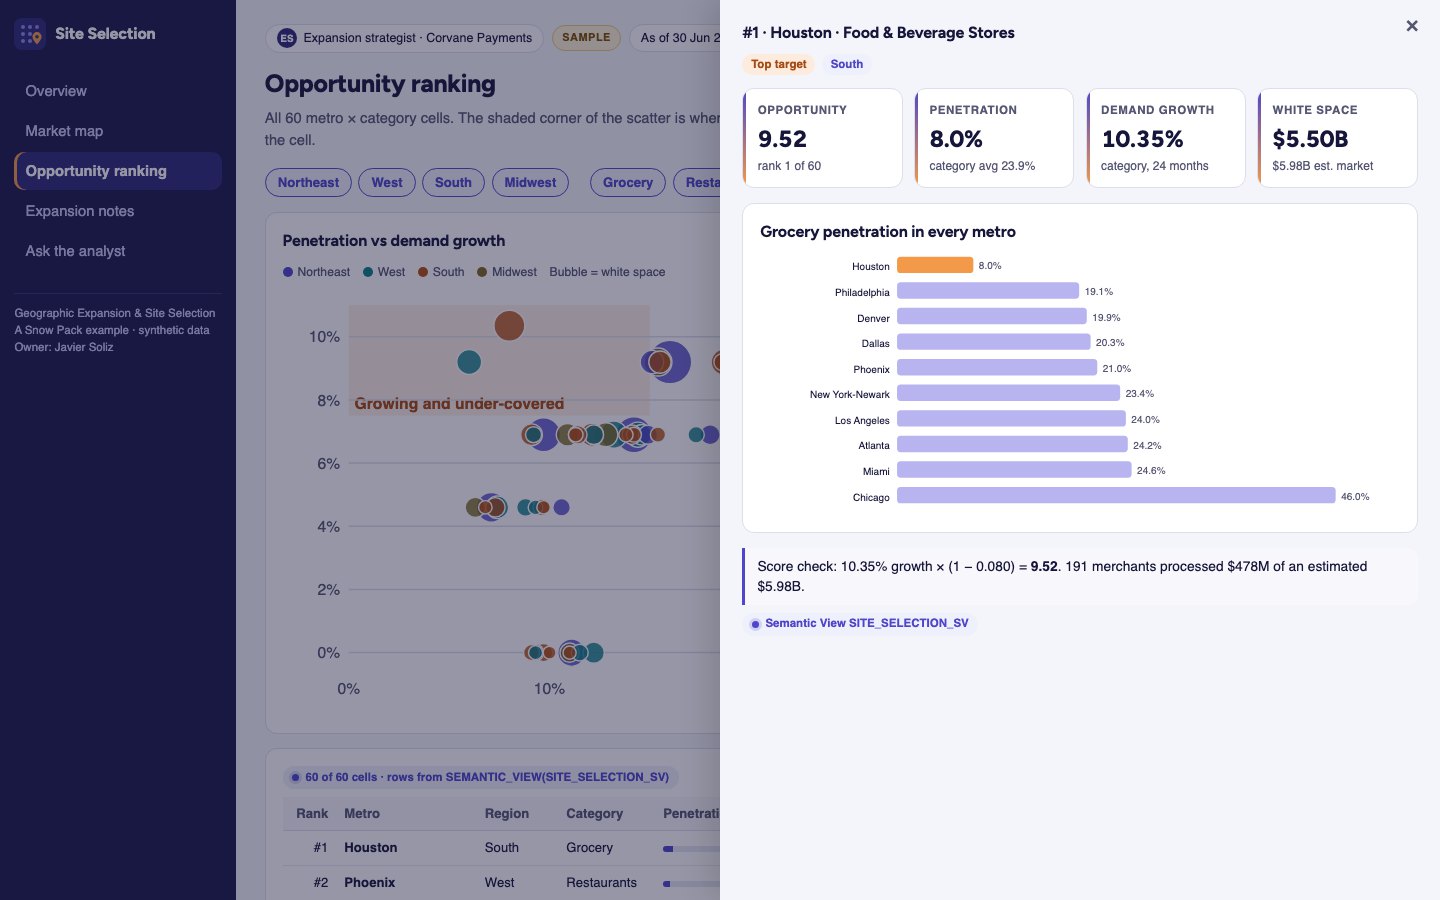 Site Selection
Overview
Market map
Opportunity ranking
Expansion notes
Ask the analyst
Geographic Expansion & Site Selection
A Snow Pack example · synthetic data
Owner: Javier Soliz
ES Expansion strategist · Corvane Payments
SAMPLE
As of 30 Jun 2
Opportunity ranking
All 60 metro × category cells. The shaded corner of the scatter is wher
the cell.
Northeast West South Midwest Grocery Resta
Penetration vs demand growth
Northeast West South Midwest Bubble = white space
10%
8%
Growing and under-covered
6%
4%
2%
0%
0% 10%
60 of 60 cells · rows from SEMANTIC_VIEW(SITE_SELECTION_SV)
Rank Metro Region Category Penetrati
#1 Houston South Grocery
#2 Phoenix West Restaurants
#1 · Houston · Food & Beverage Stores
×
Top target South
OPPORTUNITY
9.52
rank 1 of 60
PENETRATION
8.0%
category avg 23.9%
DEMAND GROWTH
10.35%
category, 24 months
WHITE SPACE
$5.50B
$5.98B est. market
Grocery penetration in every metro
Houston 8.0%
Philadelphia 19.1%
Denver 19.9%
Dallas 20.3%
Phoenix 21.0%
New York-Newark 23.4%
Los Angeles 24.0%
Atlanta 24.2%
Miami 24.6%
Chicago 46.0%
Score check: 10.35% growth × (1 − 0.080) = 9.52. 191 merchants processed $478M of an estimated
$5.98B.
Semantic View SITE_SELECTION_SV